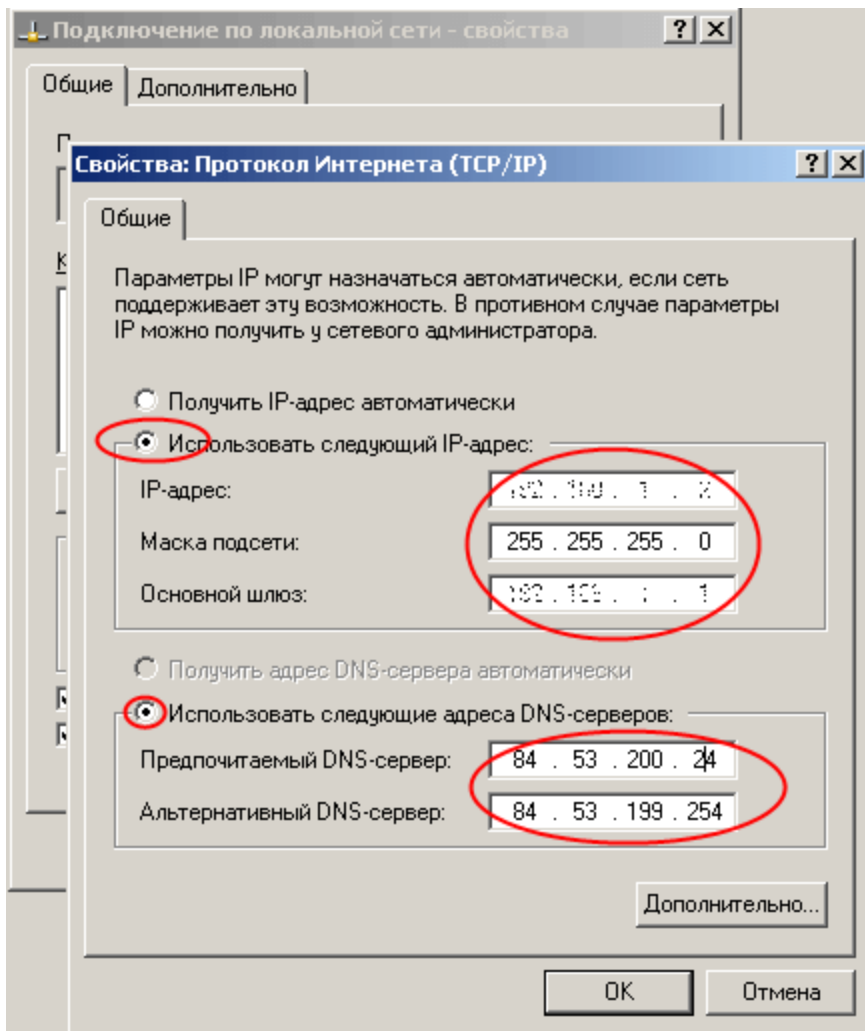 Подключение по локальной сети - свойства
Общие
Дополнительно
Свойства: Протокол Интернета (TCP/IP)
Общие
Параметры IP могут назначаться автоматически, если сеть
поддерживает эту возможность. В противном случае параметры
IP можно получить у сетевого администратора.
Получить IP-адрес автоматически
Использовать следующий IP-адрес:
IP-адрес:
Маска подсети: 255 . 255 . 255 . 0
Основной шлюз:
Получить адрес DNS-сервера автоматически
Использовать следующие адреса DNS-серверов:
Предпочитаемый DNS-сервер: 84 . 53 . 200 . 24
Альтернативный DNS-сервер: 84 . 53 . 199 . 254
Дополнительно...
OK Отмена